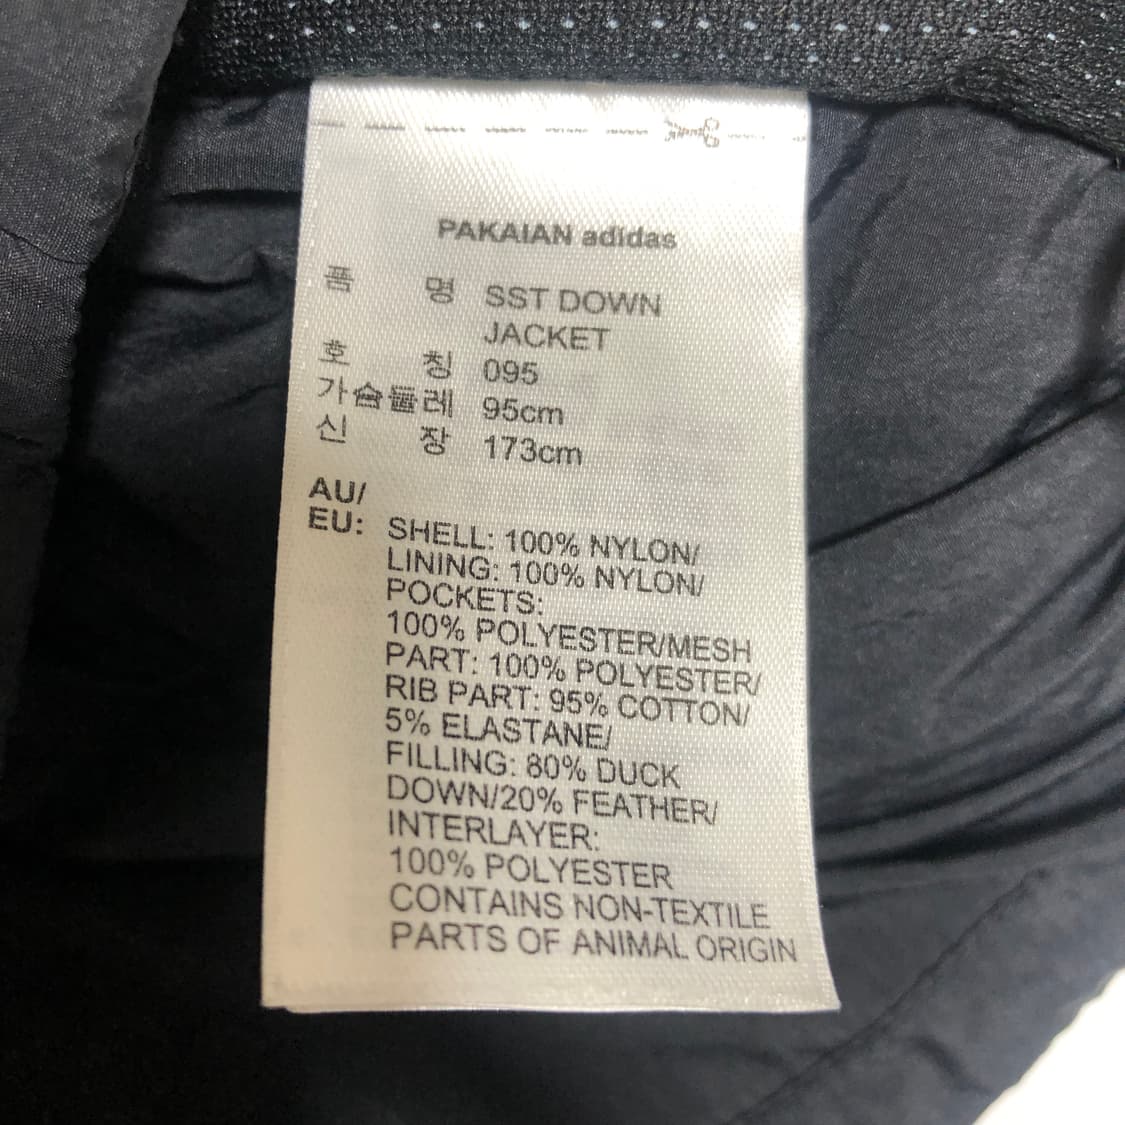 PAKAIAN adidas
품 명 SST DOWN
JACKET
호 칭 095
가슴둘레 95cm
신 장 173cm
AU/
EU: SHELL: 100% NYLON/
LINING: 100% NYLON/
POCKETS:
100% POLYESTER/MESH
PART: 100% POLYESTER/
RIB PART: 95% COTTON/
5% ELASTANE/
FILLING: 80% DUCK
DOWN/20% FEATHER/
INTERLAYER:
100% POLYESTER
CONTAINS NON-TEXTILE
PARTS OF ANIMAL ORIGIN